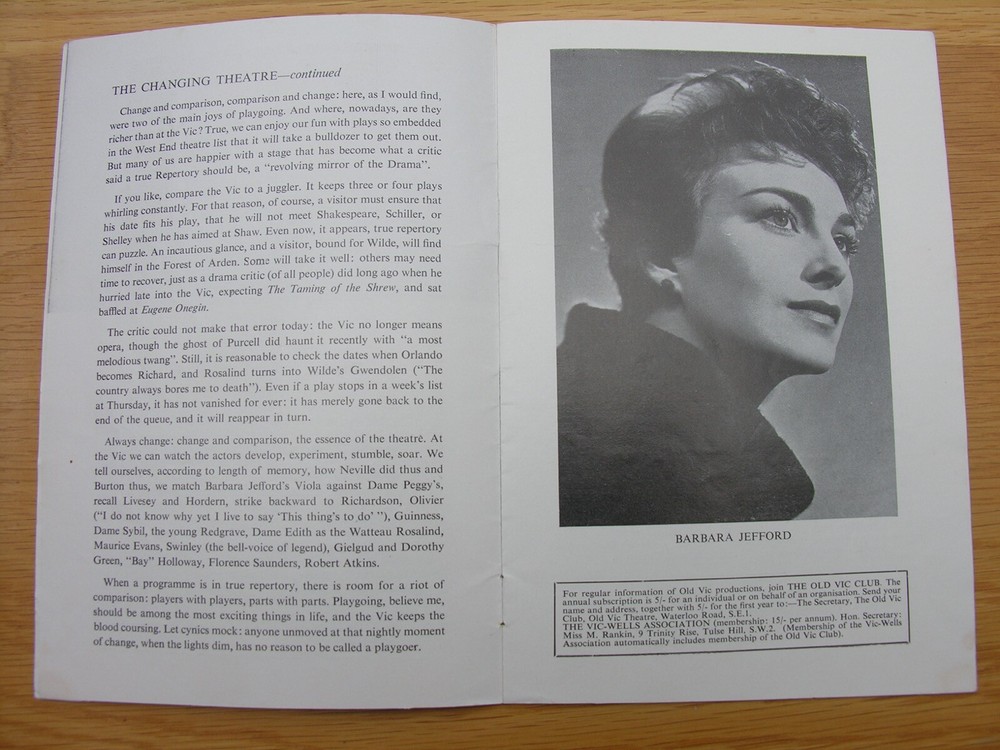 THE CHANGING THEATRE—continued
Change and comparison, comparison and change: here, as I would find,
were two of the main joys of playgoing. And where, nowadays, are they
richer than at the Vic? True, we can enjoy our fun with plays so embedded
in the West End theatre list that it will take a bulldozer to get them out.
But many of us are happier with a stage that has become what a critic
said a true Repertory should be, a “revolving mirror of the Drama”.
If you like, compare the Vic to a juggler. It keeps three or four plays
whirling constantly. For that reason, of course, a visitor must ensure that
his date fits his play, that he will not meet Shakespeare, Schiller, or
Shelley when he has aimed at Shaw. Even now, it appears, true repertory
can puzzle. An incautious glance, and a visitor, bound for Wilde, will find
himself in the Forest of Arden. Some will take it well: others may need
time to recover, just as a drama critic (of all people) did long ago when he
hurried late into the Vic, expecting The Taming of the Shrew, and sat
baffled at Eugene Onegin.
The critic could not make that error today: the Vic no longer means
opera, though the ghost of Purcell did haunt it recently with “a most
melodious twang”. Still, it is reasonable to check the dates when Orlando
becomes Richard, and Rosalind turns into Wilde’s Gwendolen (“The
country always bores me to death”). Even if a play stops in a week’s list
at Thursday, it has not vanished for ever: it has merely gone back to the
end of the queue, and it will reappear in turn.
Always change: change and comparison, the essence of the theatre. At
the Vic we can watch the actors develop, experiment, stumble, soar. We
tell ourselves, according to length of memory, how Neville did thus and
Burton thus, we match Barbara Jefford’s Viola against Dame Peggy’s,
recall Livesey and Hordern, strike backward to Richardson, Olivier
(“I do not know why yet I live to say ‘This thing’s to do’ ”), Guinness,
Dame Sybil, the young Redgrave, Dame Edith as the Watteau Rosalind,
Maurice Evans, Swinley (the bell-voice of legend), Gielgud and Dorothy
Green, “Bay” Holloway, Florence Saunders, Robert Atkins.
When a programme is in true repertory, there is room for a riot of
comparison: players with players, parts with parts. Playgoing, believe me,
should be among the most exciting things in life, and the Vic keeps the
blood coursing. Let cynics mock: anyone unmoved at that nightly moment
of change, when the lights dim, has no reason to be called a playgoer.
BARBARA JEFFORD
For regular information of Old Vic productions, join THE OLD VIC CLUB. The
annual subscription is 5/- for an individual or on behalf of an organisation. Send your
name and address, together with 5/- for the first year to:—The Secretary, The Old Vic
Club, Old Vic Theatre, Waterloo Road, S.E.1.
THE VIC-WELLS ASSOCIATION (membership: 15/- per annum). Hon. Secretary:
Miss M. Rankin, 9 Trinity Rise, Tulse Hill, S.W.2. (Membership of the Vic-Wells
Association automatically includes membership of the Old Vic Club).